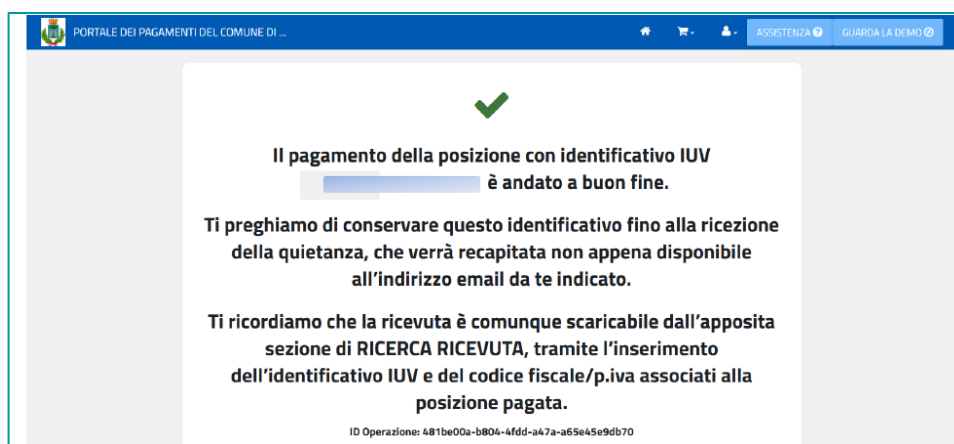 PORTALE DEI PAGAMENTI DEL COMUNE DI ...
ASSISTENZA
GUARDA LA DEMO
Il pagamento della posizione con identificativo IUV
è andato a buon fine.
Ti preghiamo di conservare questo identificativo fino alla ricezione
della quietanza, che verrà recapitata non appena disponibile
all'indirizzo email da te indicato.
Ti ricordiamo che la ricevuta è comunque scaricabile dall'apposita
sezione di RICERCA RICEVUTA, tramite l'inserimento
dell'identificativo IUV e del codice fiscale/p.iva associati alla
posizione pagata.
ID Operazione: 481be00a-b804-4fdd-a47a-a65e45e9db70